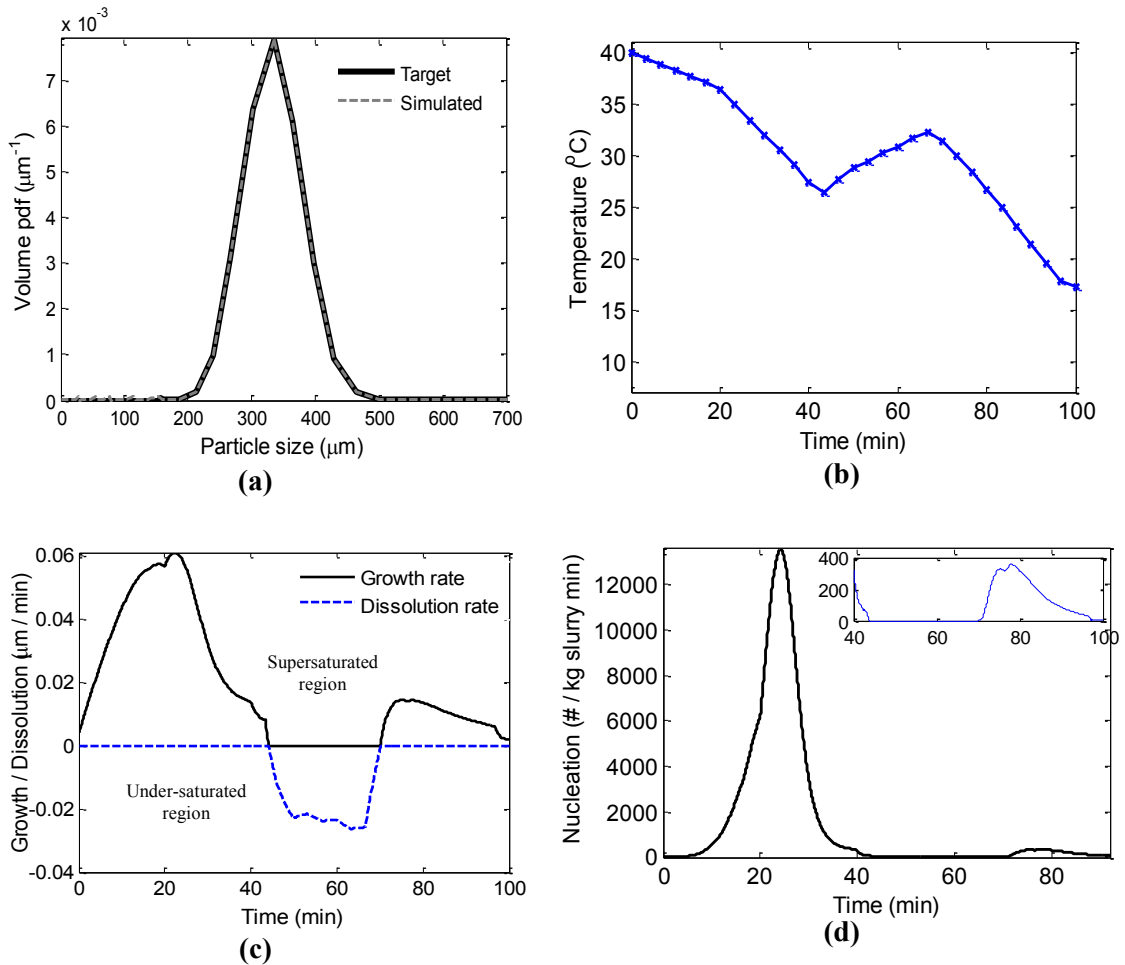 x 10⁻³
7
6
5
4
3
2
1
0
0 100 200 300 400 500 600 700
Volume pdf (μm⁻¹)
Particle size (μm)
Target
Simulated
(a)
40
35
30
25
20
15
10
0 20 40 60 80 100
Temperature (⁰C)
Time (min)
(b)
0.06
0.04
0.02
0
-0.02
-0.04
0 20 40 60 80 100
Growth / Dissolution (μm / min)
Time (min)
Growth rate
Dissolution rate
Supersaturated
region
Under-saturated
region
(c)
12000
10000
8000
6000
4000
2000
0
0 20 40 60 80
Nucleation (# / kg slurry min)
Time (min)
400
200
0
40 60 80 100
(d)